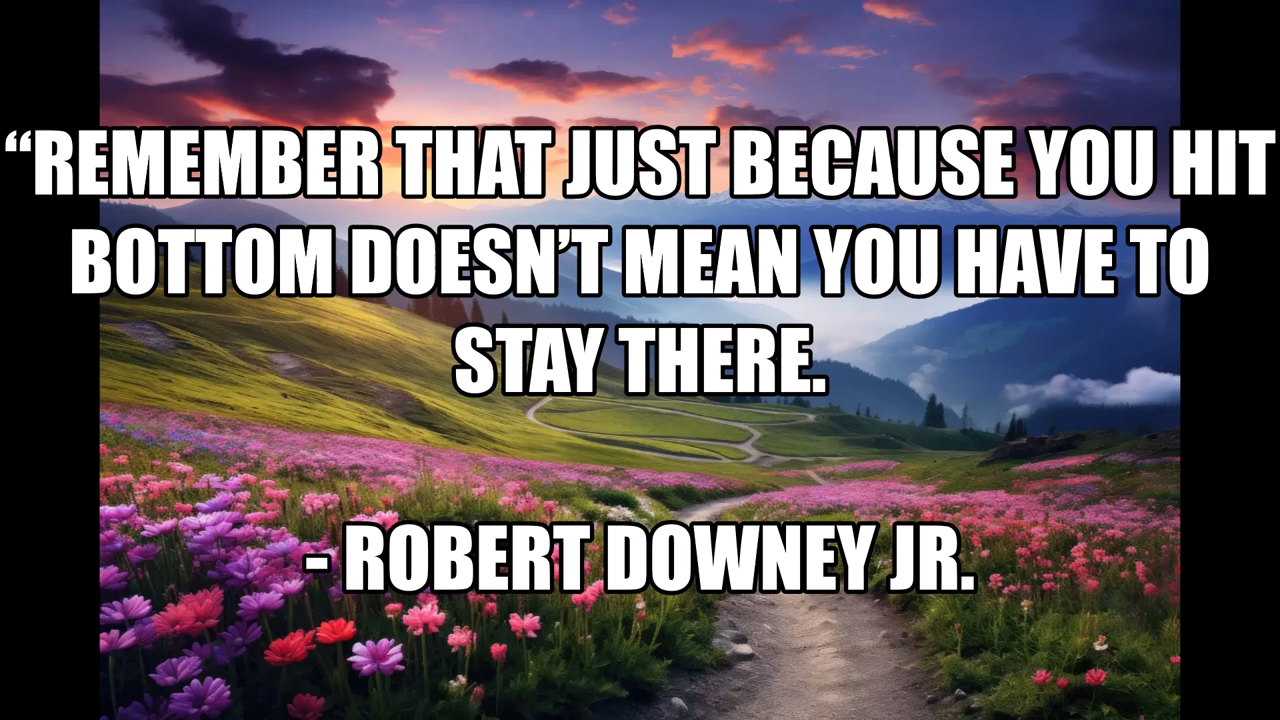 “REMEMBER THAT JUST BECAUSE YOU HIT
BOTTOM DOESN’T MEAN YOU HAVE TO
STAY THERE.
- ROBERT DOWNEY JR.